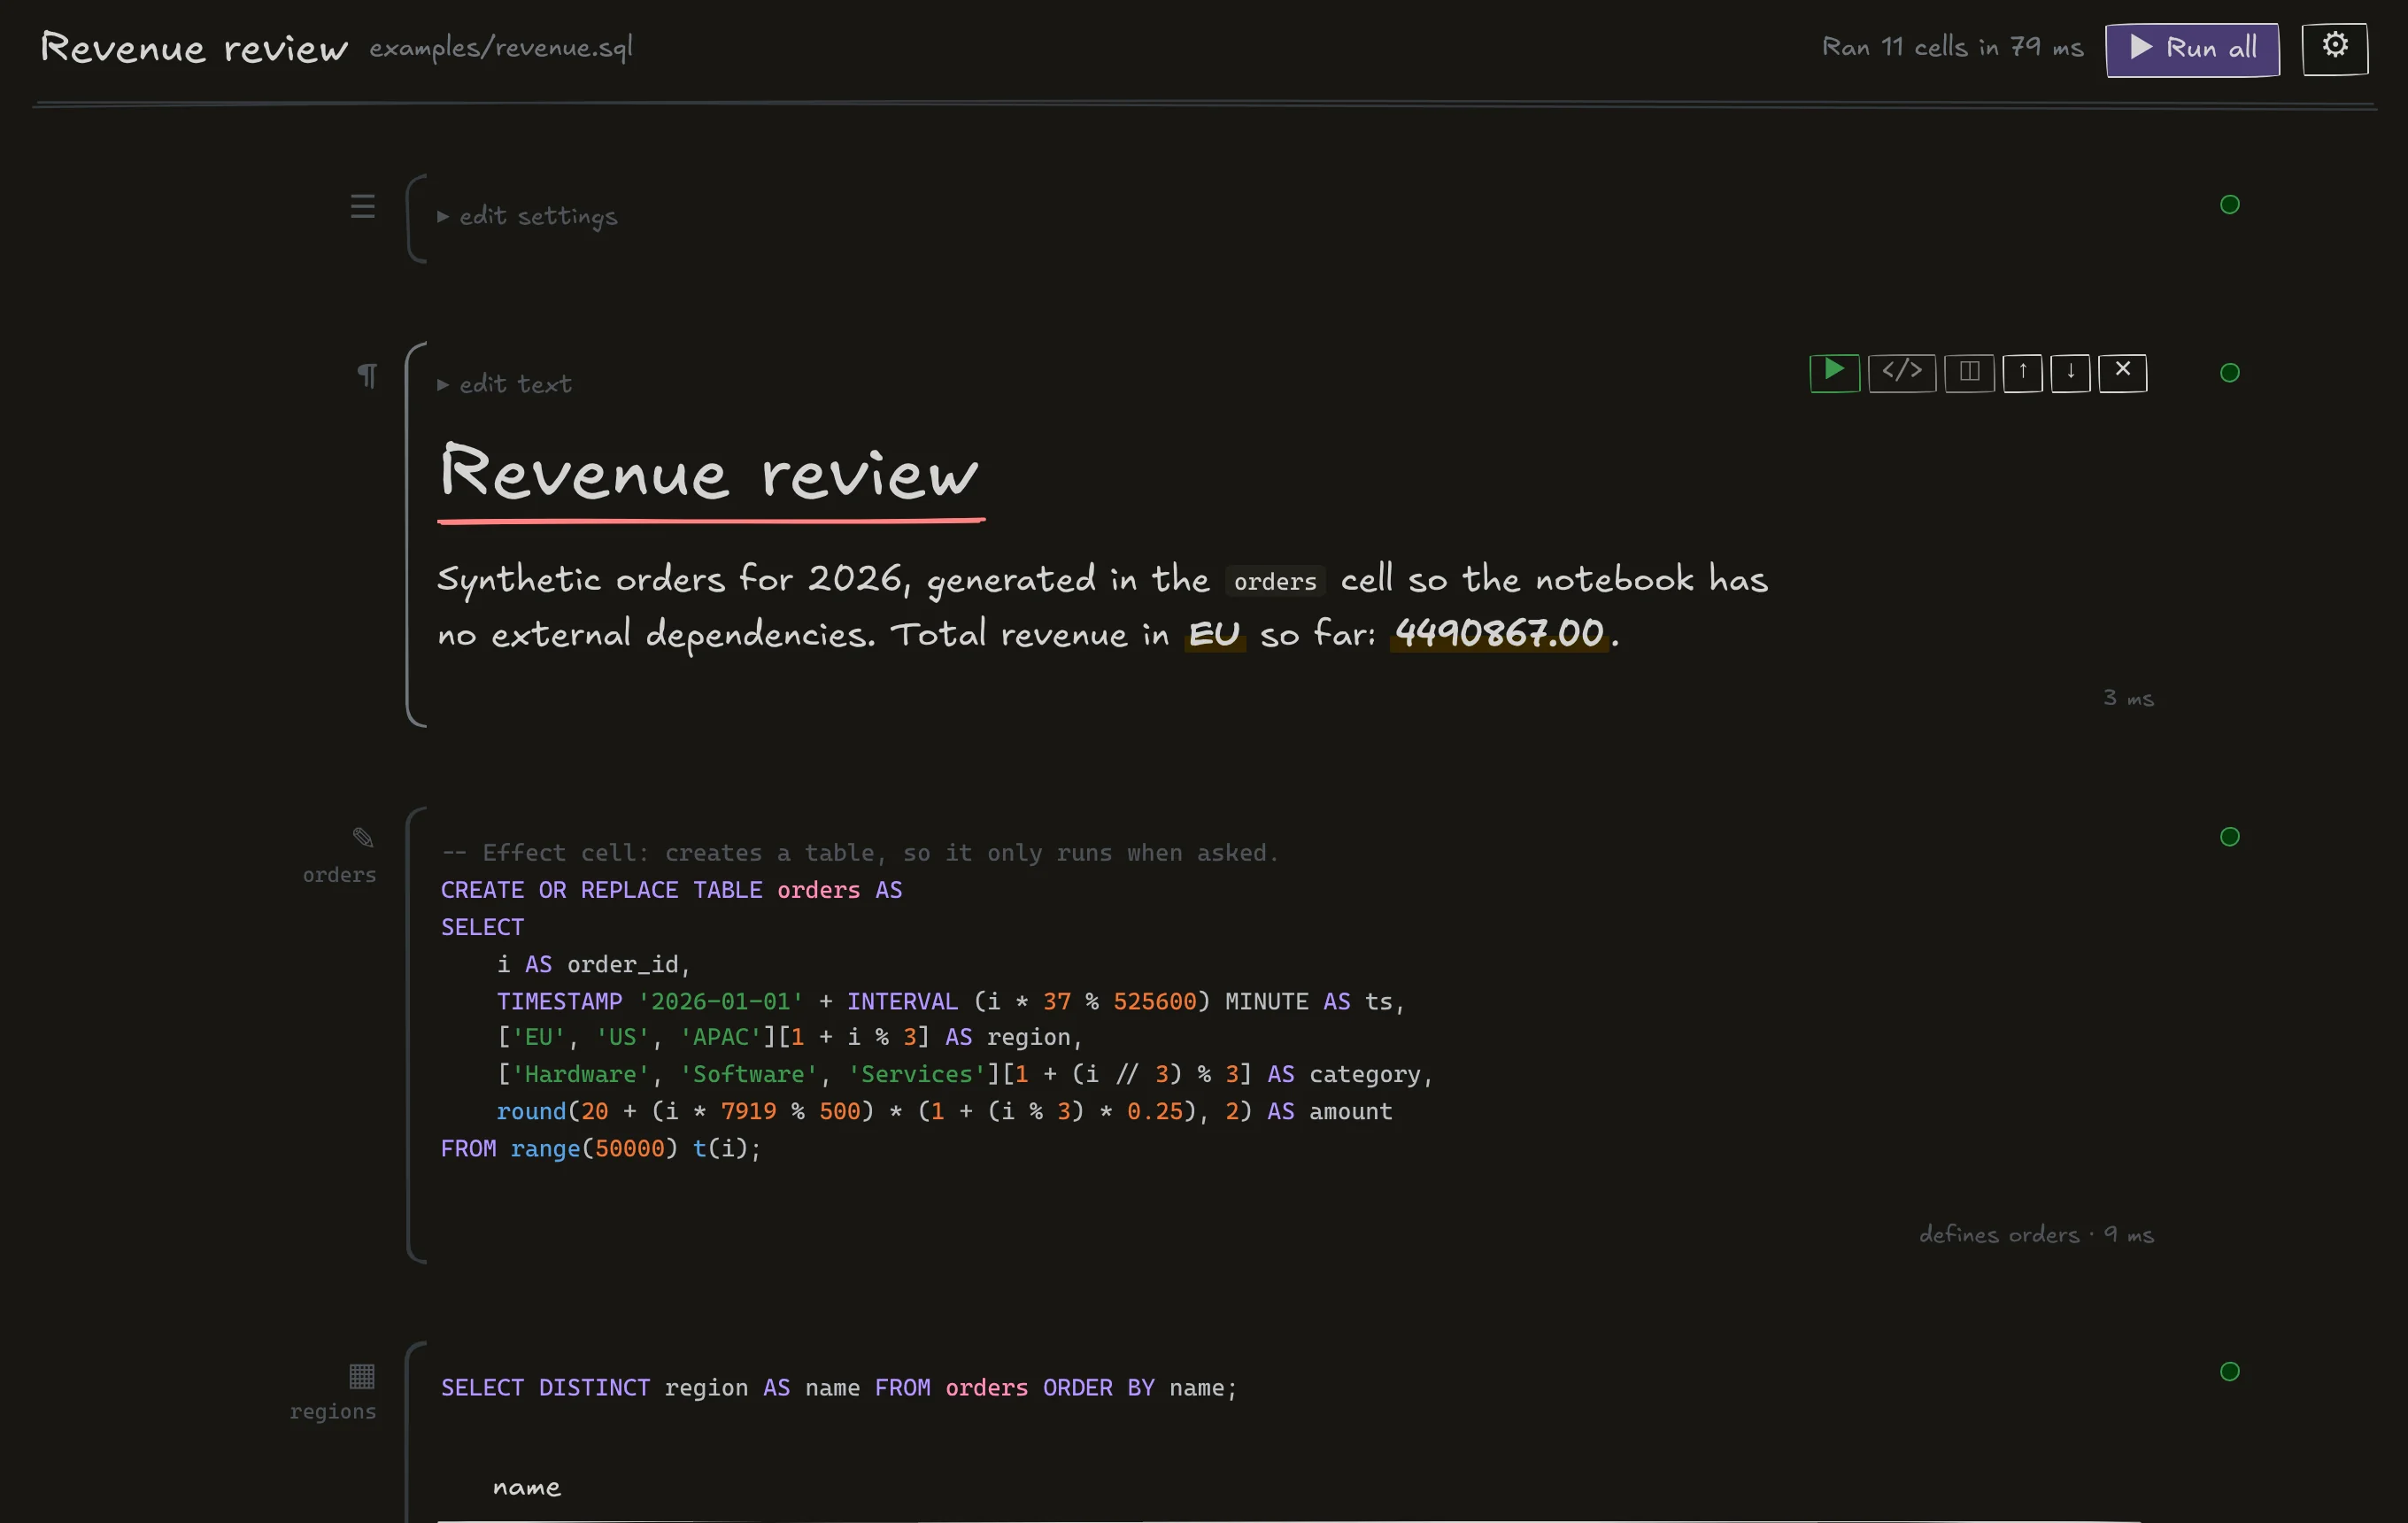 Revenue review examples/revenue.sql Ran 11 cells in 79 ms ▶ Run all ⚙
☰ ▸ edit settings
¶ ▸ edit text ▶ </> ◫ ↑ ↓ ✕
Revenue review
Synthetic orders for 2026, generated in the orders cell so the notebook has
no external dependencies. Total revenue in EU so far: 4490867.00.
3 ms
✎
orders
-- Effect cell: creates a table, so it only runs when asked.
CREATE OR REPLACE TABLE orders AS
SELECT
    i AS order_id,
    TIMESTAMP '2026-01-01' + INTERVAL (i * 37 % 525600) MINUTE AS ts,
    ['EU', 'US', 'APAC'][1 + i % 3] AS region,
    ['Hardware', 'Software', 'Services'][1 + (i // 3) % 3] AS category,
    round(20 + (i * 7919 % 500) * (1 + (i % 3) * 0.25), 2) AS amount
FROM range(50000) t(i);
defines orders · 9 ms
▦
regions
SELECT DISTINCT region AS name FROM orders ORDER BY name;
name